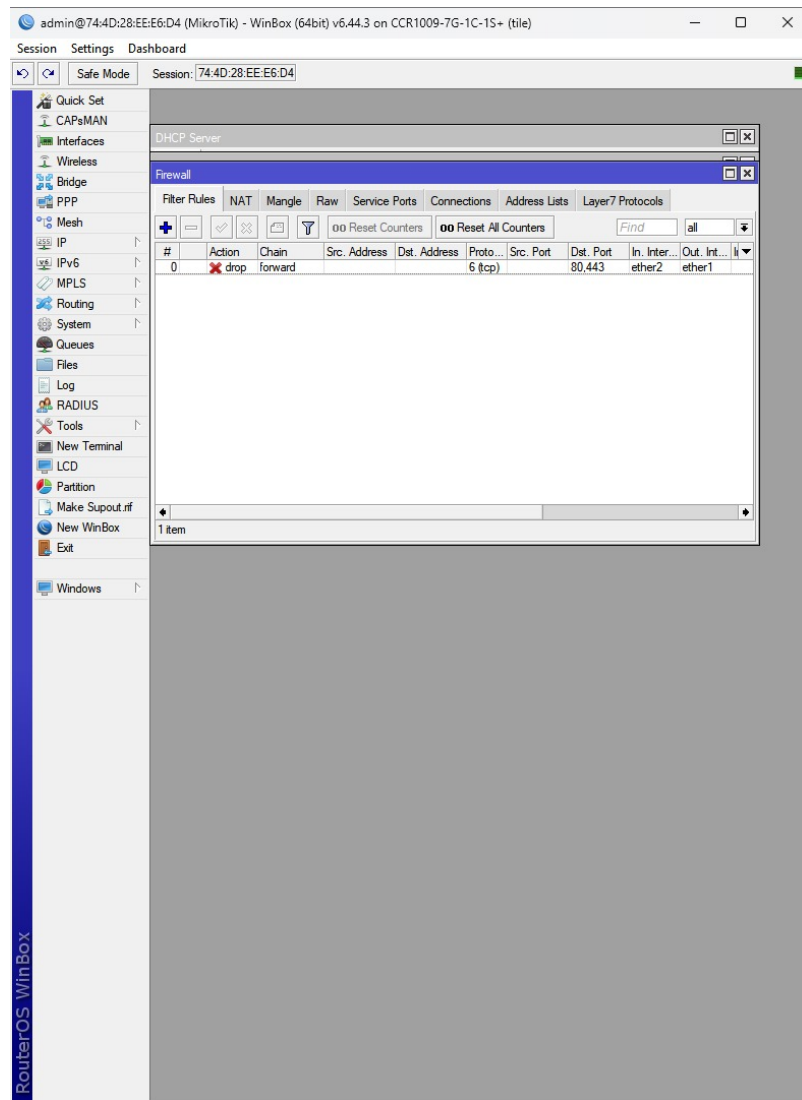 admin@74:4D:28:EE:E6:D4 (MikroTik) - WinBox (64bit) v6.44.3 on CCR1009-7G-1C-1S+ (tile)
Session Settings Dashboard
Safe Mode Session: 74:4D:28:EE:E6:D4
Quick Set
CAPsMAN
Interfaces
Wireless
Bridge
PPP
Mesh
IP
IPv6
MPLS
Routing
System
Queues
Files
Log
RADIUS
Tools
New Terminal
LCD
Partition
Make Supout.rif
New WinBox
Exit
Windows
RouterOS WinBox
DHCP Server
Firewall
Filter Rules NAT Mangle Raw Service Ports Connections Address Lists Layer7 Protocols
00 Reset Counters 00 Reset All Counters Find all
# Action Chain Src. Address Dst. Address Proto... Src. Port Dst. Port In. Inter... Out. Int...
0 drop forward 6 (tcp) 80,443 ether2 ether1
1 item